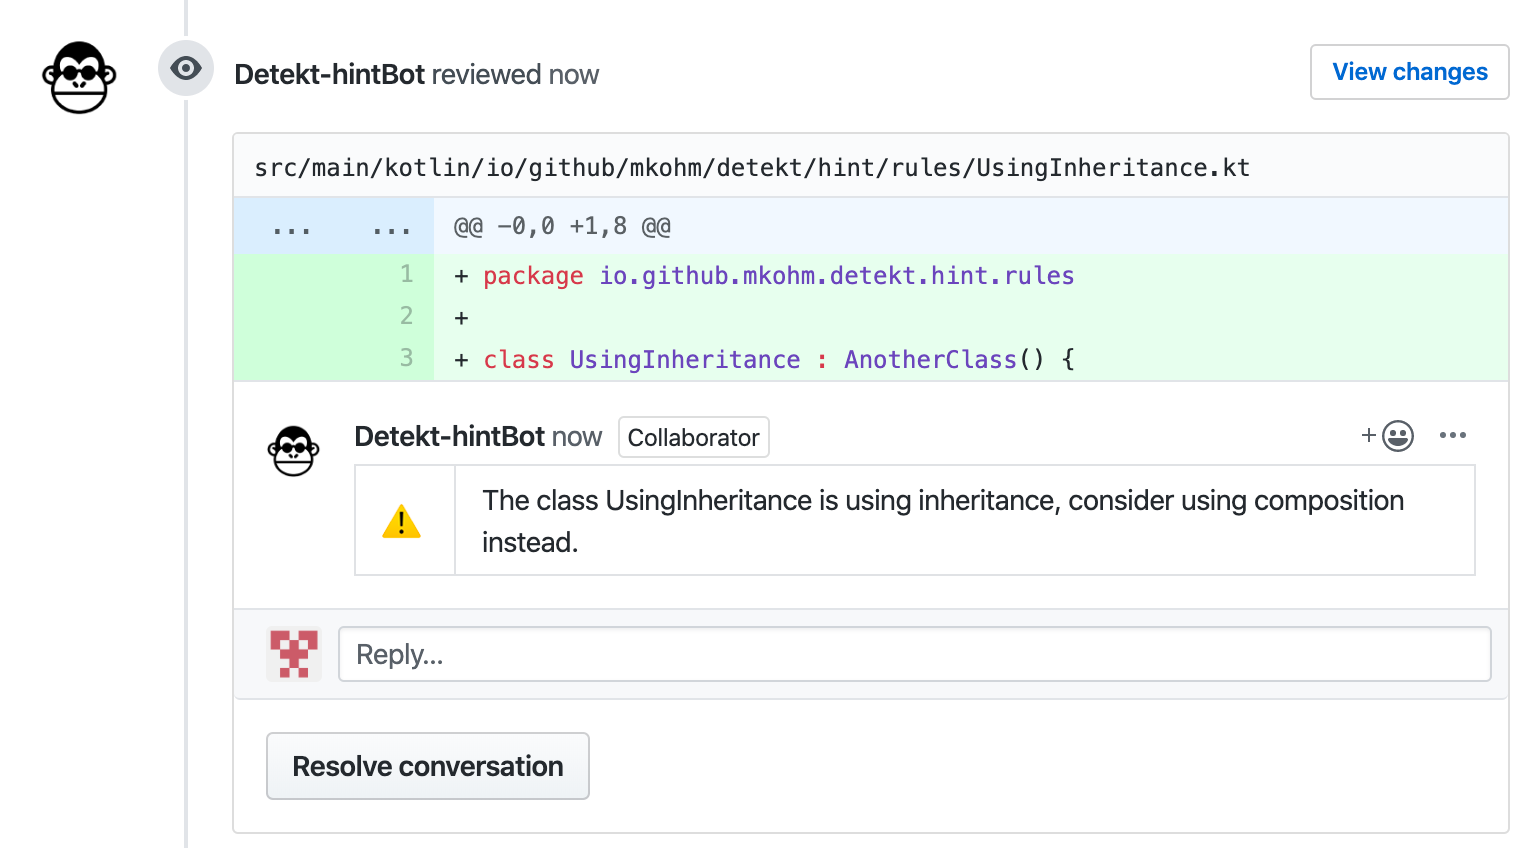 Detekt-hintBot reviewed now
View changes
src/main/kotlin/io/github/mkohm/detekt/hint/rules/UsingInheritance.kt
... ... @@ -0,0 +1,8 @@
1 + package io.github.mkohm.detekt.hint.rules
2 +
3 + class UsingInheritance : AnotherClass() {
Detekt-hintBot now Collaborator
The class UsingInheritance is using inheritance, consider using composition
instead.
Reply...
Resolve conversation